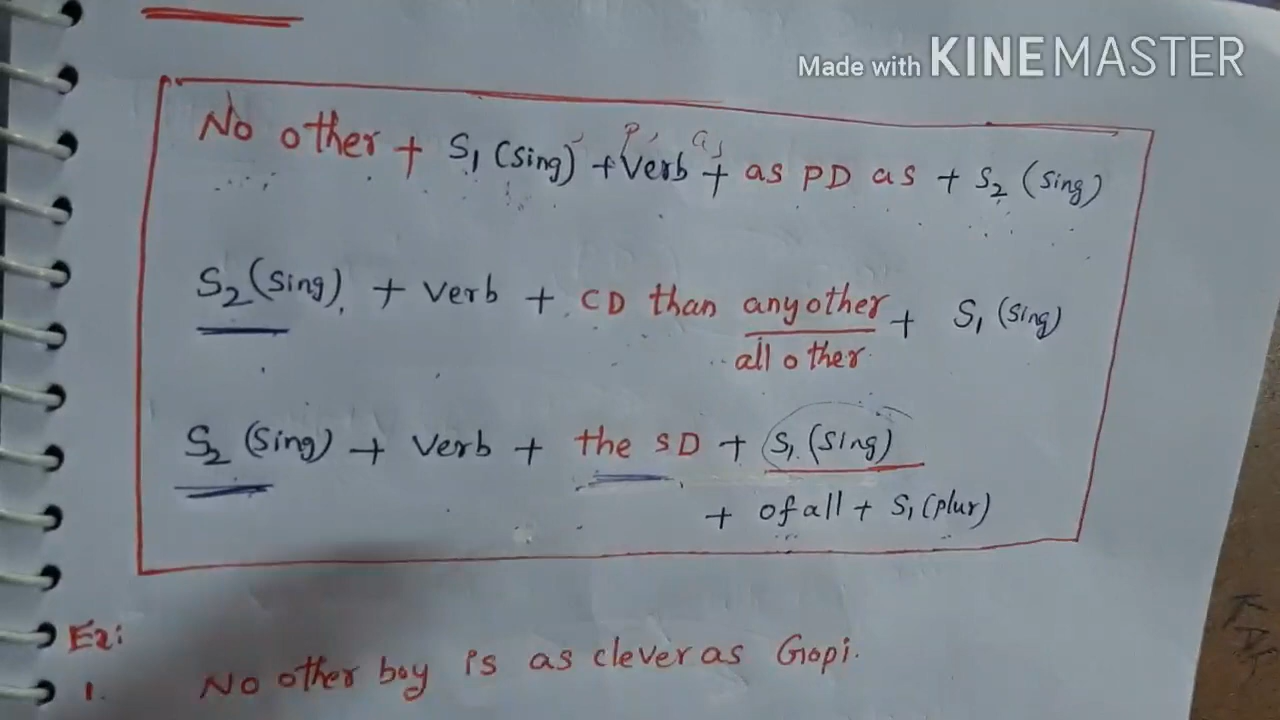 Made with KINEMASTER
No other + S₁ (sing) + Verb + as PD as + S₂ (sing)
S₂ (sing) + verb + CD than any other + S₁ (sing)
all other
S₂ (sing) + verb + the SD + S₁ (sing)
+ of all + S₁ (plur)
Ex:
1. No other boy is as clever as Gopi.